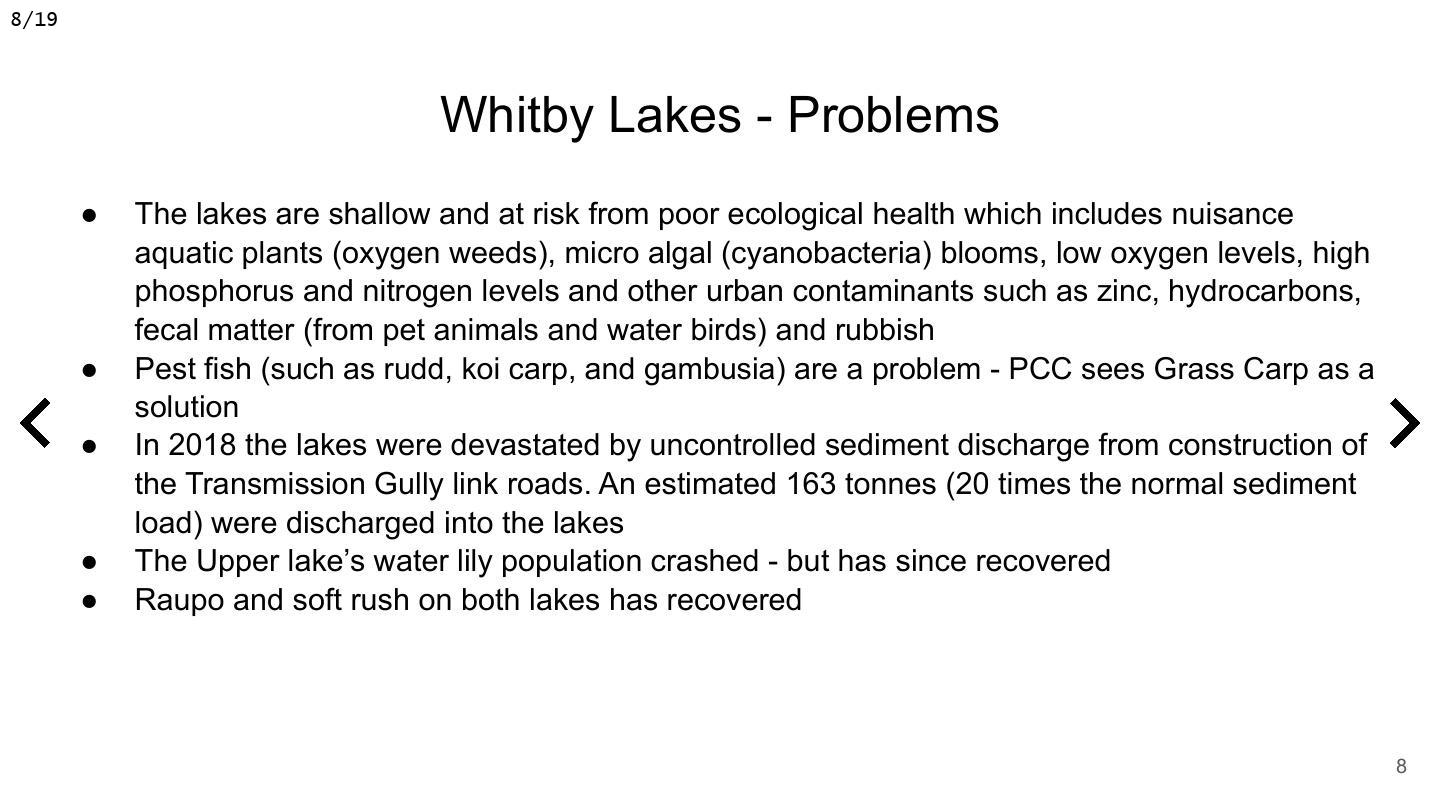 8/19
Whitby Lakes - Problems
● The lakes are shallow and at risk from poor ecological health which includes nuisance
aquatic plants (oxygen weeds), micro algal (cyanobacteria) blooms, low oxygen levels, high
phosphorus and nitrogen levels and other urban contaminants such as zinc, hydrocarbons,
fecal matter (from pet animals and water birds) and rubbish
● Pest fish (such as rudd, koi carp, and gambusia) are a problem - PCC sees Grass Carp as a
solution
● In 2018 the lakes were devastated by uncontrolled sediment discharge from construction of
the Transmission Gully link roads. An estimated 163 tonnes (20 times the normal sediment
load) were discharged into the lakes
● The Upper lake’s water lily population crashed - but has since recovered
● Raupo and soft rush on both lakes has recovered
8